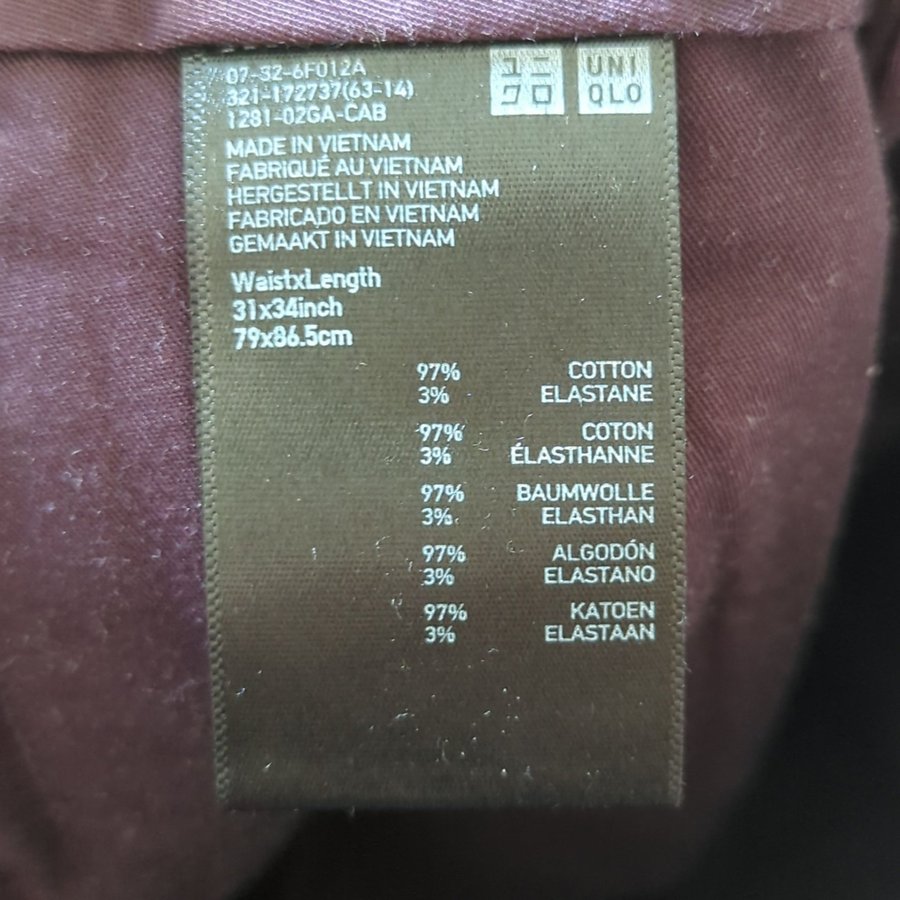 07-32-6F012A
321-172737(63-14)
1281-02GA-CAB
ユニ
クロ
UNI
QLO
MADE IN VIETNAM
FABRIQUÉ AU VIETNAM
HERGESTELLT IN VIETNAM
FABRICADO EN VIETNAM
GEMAAKT IN VIETNAM
WaistxLength
31x34inch
79x86.5cm
97% COTTON
3% ELASTANE
97% COTON
3% ÉLASTHANNE
97% BAUMWOLLE
3% ELASTHAN
97% ALGODÓN
3% ELASTANO
97% KATOEN
3% ELASTAAN